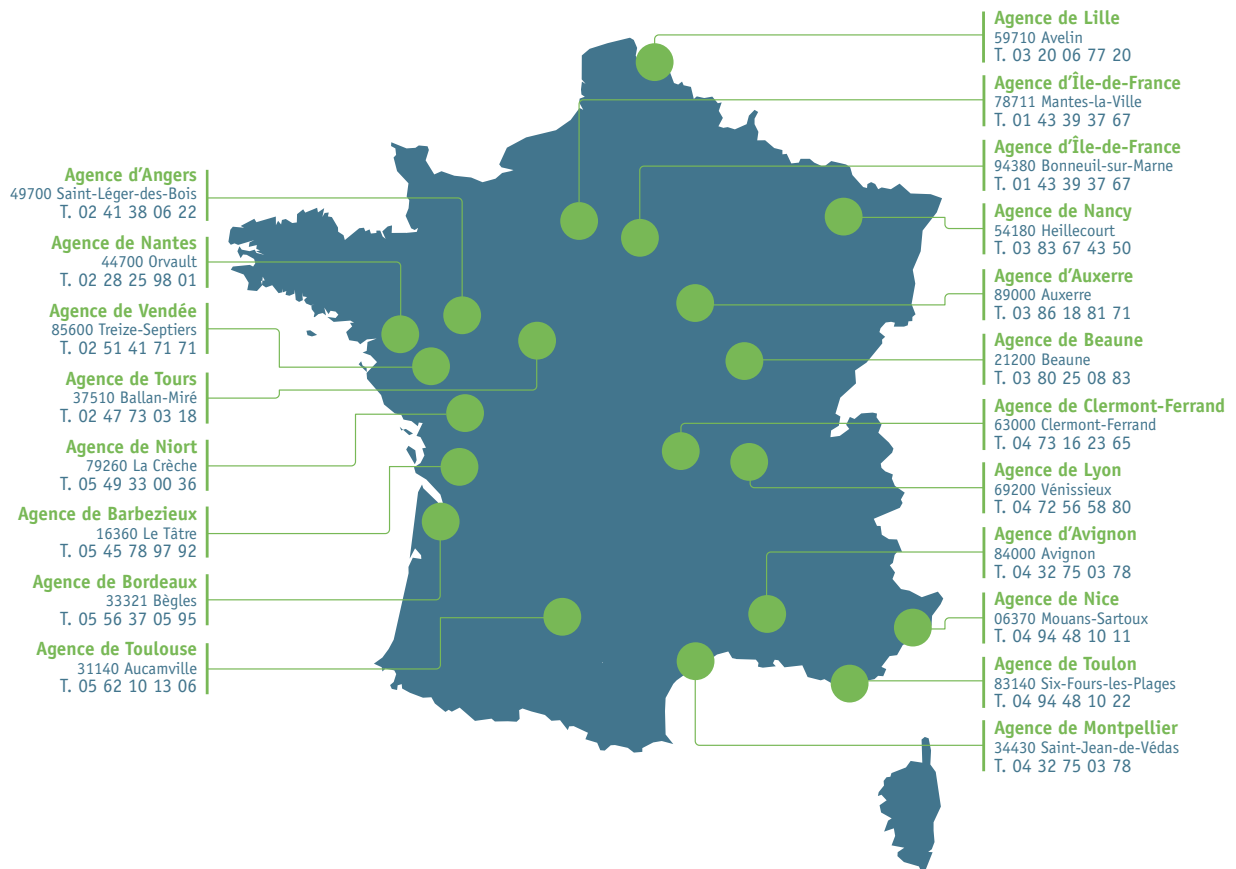 Agence d’Angers
49700 Saint-Léger-des-Bois
T. 02 41 38 06 22
Agence de Nantes
44700 Orvault
T. 02 28 25 98 01
Agence de Vendée
85600 Treize-Septiers
T. 02 51 41 71 71
Agence de Tours
37510 Ballan-Miré
T. 02 47 73 03 18
Agence de Niort
79260 La Crèche
T. 05 49 33 00 36
Agence de Barbezieux
16360 Le Tâtre
T. 05 45 78 97 92
Agence de Bordeaux
33321 Bègles
T. 05 56 37 05 95
Agence de Toulouse
31140 Aucamville
T. 05 62 10 13 06
Agence de Lille
59710 Avelin
T. 03 20 06 77 20
Agence d’Île-de-France
78711 Mantes-la-Ville
T. 01 43 39 37 67
Agence d’Île-de-France
94380 Bonneuil-sur-Marne
T. 01 43 39 37 67
Agence de Nancy
54180 Heillecourt
T. 03 83 67 43 50
Agence d’Auxerre
89000 Auxerre
T. 03 86 18 81 71
Agence de Beaune
21200 Beaune
T. 03 80 25 08 83
Agence de Clermont-Ferrand
63000 Clermont-Ferrand
T. 04 73 16 23 65
Agence de Lyon
69200 Vénissieux
T. 04 72 56 58 80
Agence d’Avignon
84000 Avignon
T. 04 32 75 03 78
Agence de Nice
06370 Mouans-Sartoux
T. 04 94 48 10 11
Agence de Toulon
83140 Six-Fours-les-Plages
T. 04 94 48 10 22
Agence de Montpellier
34430 Saint-Jean-de-Védas
T. 04 32 75 03 78